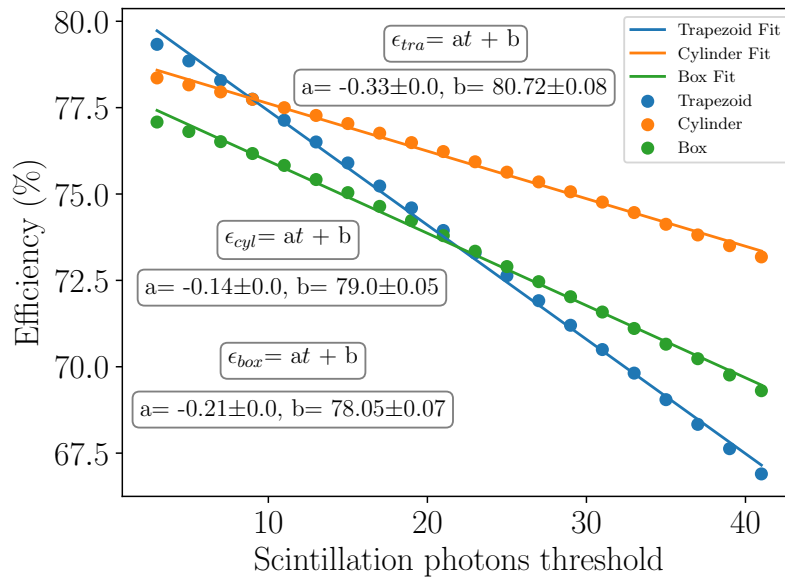 80.0
77.5
75.0
72.5
70.0
67.5
Efficiency (%)
10
20
30
40
Scintillation photons threshold
ϵtra= at + b
a= -0.33±0.0, b= 80.72±0.08
ϵcyl= at + b
a= -0.14±0.0, b= 79.0±0.05
ϵbox= at + b
a= -0.21±0.0, b= 78.05±0.07
Trapezoid Fit
Cylinder Fit
Box Fit
Trapezoid
Cylinder
Box